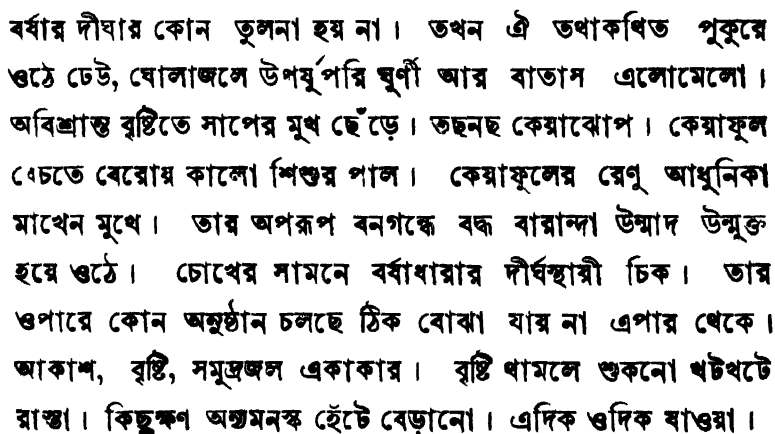 বর্ষার দীঘার কোন তুলনা হয় না। তখন ঐ তথাকথিত পুকুরে
ওঠে ঢেউ, ঘোলাজলে উপর্যুপরি ঘূর্ণী আর বাতাস এলোমেলো।
অবিশ্রান্ত বৃষ্টিতে সাপের মুখ ছেঁড়ে। তছনছ কেয়াঝোপ। কেয়াফুল
বেচতে বেরোয় কালো শিশুর পাল। কেয়াফুলের রেণু আধুনিকা
মাখেন মুখে। তার অপরূপ বনগন্ধে বদ্ধ বারান্দা উন্মাদ উন্মুক্ত
হয়ে ওঠে। চোখের সামনে বর্ষাধারার দীর্ঘস্থায়ী চিক। তার
ওপারে কোন অনুষ্ঠান চলছে ঠিক বোঝা যায় না এপার থেকে।
আকাশ, বৃষ্টি, সমুদ্রজল একাকার। বৃষ্টি থামলে শুকনো খটখটে
রাস্তা। কিছুক্ষণ অন্যমনস্ক হেঁটে বেড়ানো। এদিক ওদিক যাওয়া।